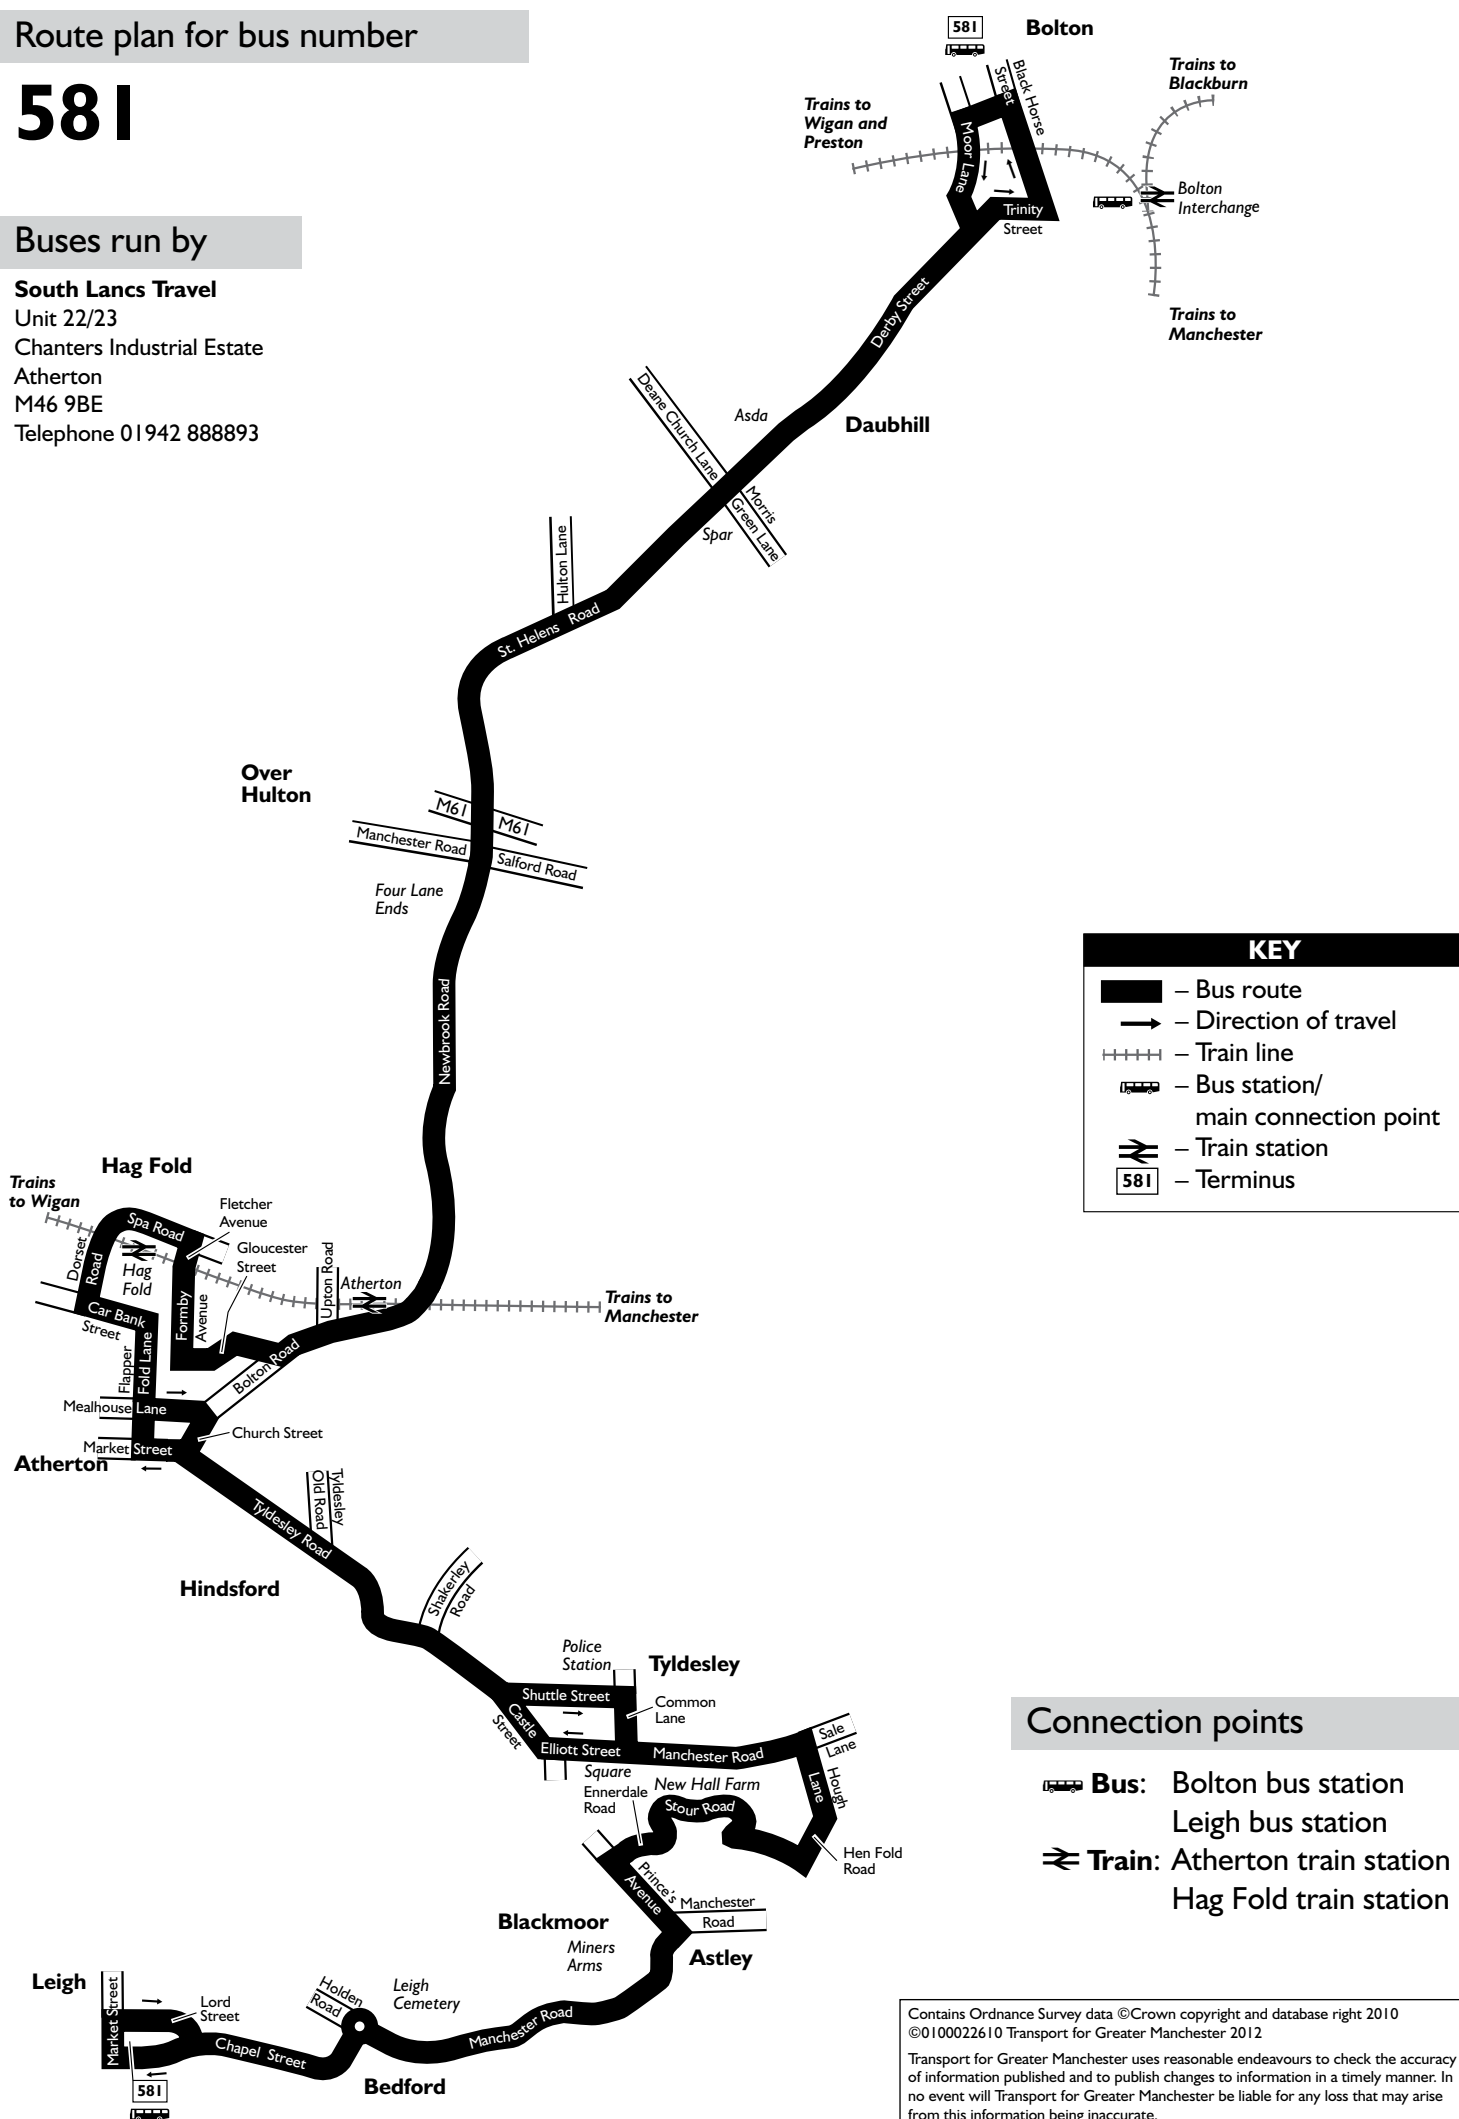 Route plan for bus number
581
Buses run by
South Lancs Travel
Unit 22/23
Chanters Industrial Estate
Atherton
M46 9BE
Telephone 01942 888893
581
Bolton
Black Horse
Street
Trains to
Blackburn
Trains to
Wigan and
Preston
Moor Lane
Bolton
Interchange
Trinity
Street
Trains to
Manchester
Derby Street
Deane Church Lane
Asda
Daubhill
Morris
Green Lane
Spar
Hulton Lane
St. Helens Road
Over
Hulton
M61
M61
Manchester Road
Salford Road
Four Lane
Ends
Newbrook Road
KEY
– Bus route
– Direction of travel
– Train line
– Bus station/
main connection point
– Train station
581 – Terminus
Hag Fold
Trains
to Wigan
Fletcher
Avenue
Spa Road
Gloucester
Street
Dorset
Road
Hag
Fold
Upton Road
Atherton
Trains to
Manchester
Car Bank
Street
Formby
Avenue
Flapper
Fold Lane
Bolton Road
Mealhouse Lane
Church Street
Market Street
Atherton
Tyldesley
Old Road
Tyldesley Road
Hindsford
Shakerley
Road
Police
Station
Tyldesley
Shuttle Street
Common
Lane
Castle
Street
Elliott Street
Manchester Road
Sale
Lane
Square
Ennerdale
Road
New Hall Farm
Stour Road
Hough
Lane
Hen Fold
Road
Prince's
Avenue
Manchester
Road
Blackmoor
Miners
Arms
Astley
Leigh
Market Street
Lord
Street
Holden
Road
Leigh
Cemetery
Chapel Street
Manchester Road
Bedford
581
Connection points
Bus: Bolton bus station
Leigh bus station
Train: Atherton train station
Hag Fold train station
Contains Ordnance Survey data ©Crown copyright and database right 2010
©0100022610 Transport for Greater Manchester 2012
Transport for Greater Manchester uses reasonable endeavours to check the accuracy
of information published and to publish changes to information in a timely manner. In
no event will Transport for Greater Manchester be liable for any loss that may arise
from this information being inaccurate.